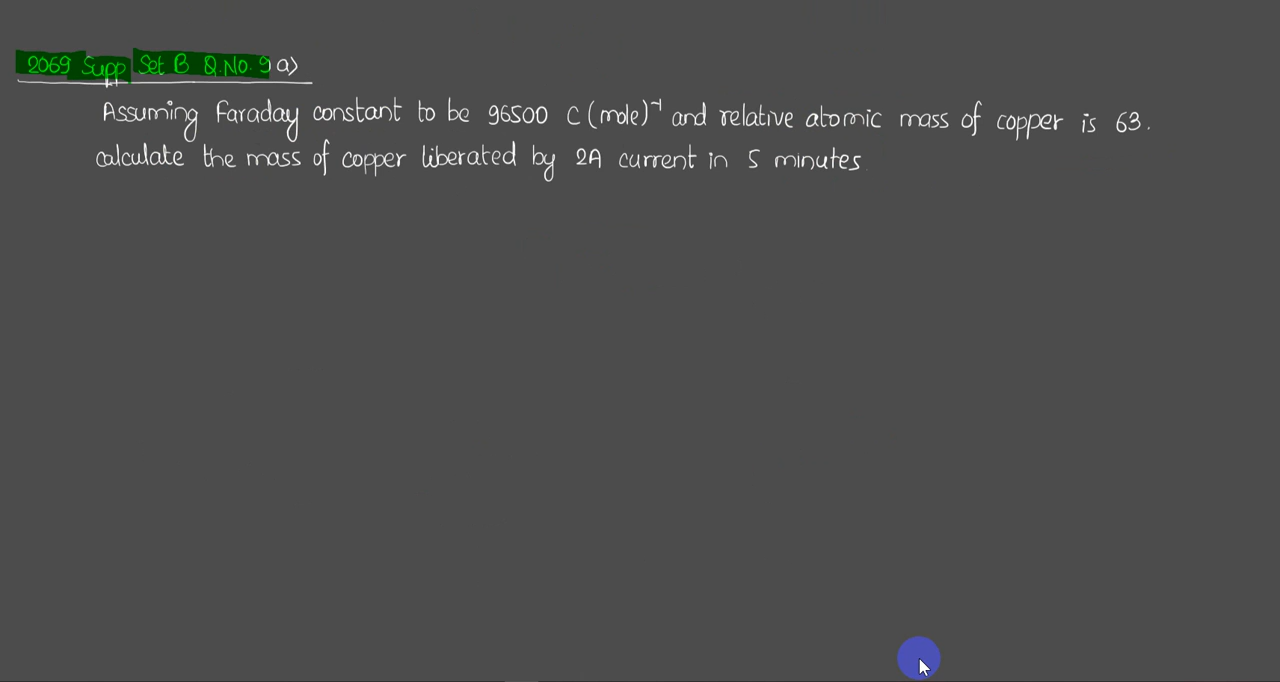 2069 Supp Set B Q.No. 9 a)
Assuming Faraday constant to be 96500 C (mole)⁻¹ and relative atomic mass of copper is 63.
calculate the mass of copper liberated by 2A current in 5 minutes